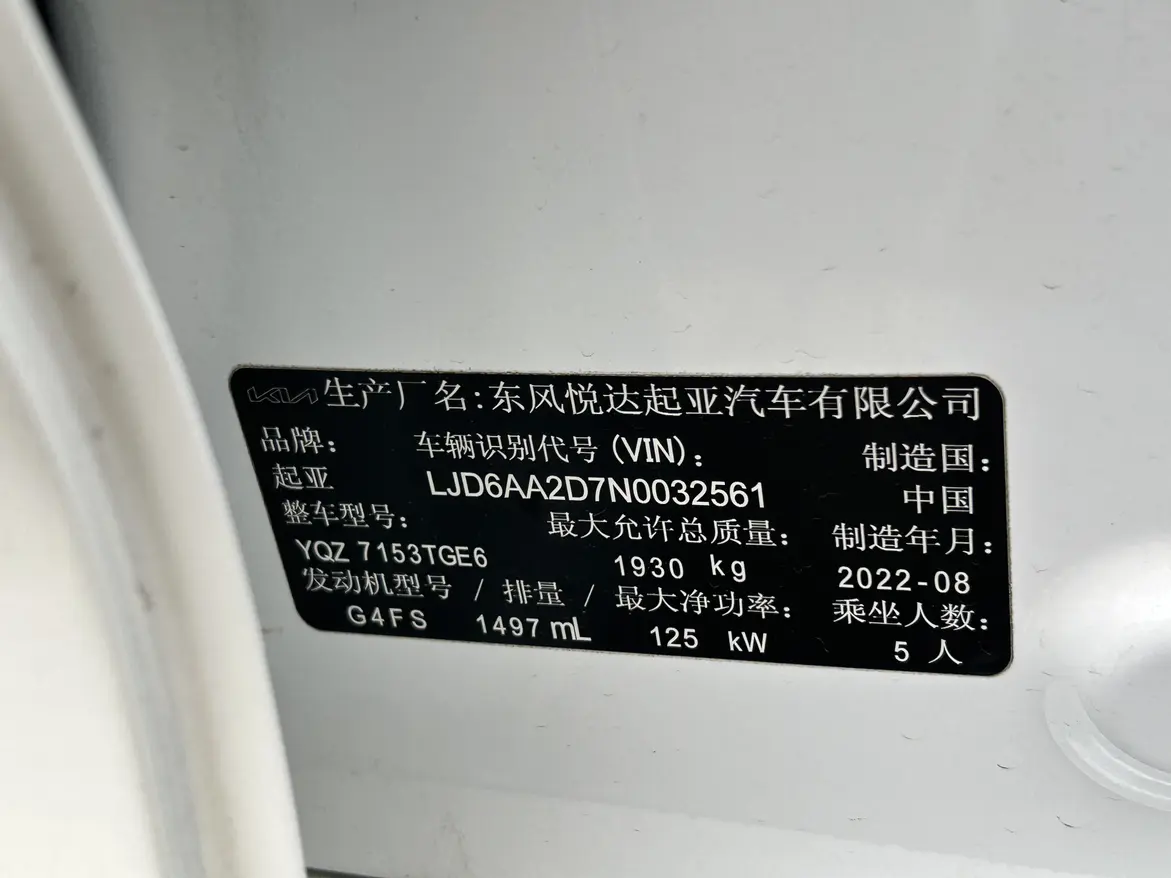 KIA 生产厂名:东风悦达起亚汽车有限公司
品牌: 车辆识别代号(VIN): 制造国:
起亚 LJD6AA2D7N0032561 中国
整车型号: 最大允许总质量: 制造年月:
YQZ 7153TGE6 1930 kg 2022-08
发动机型号 / 排量 / 最大净功率: 乘坐人数:
G4FS 1497 mL 125 kW 5 人